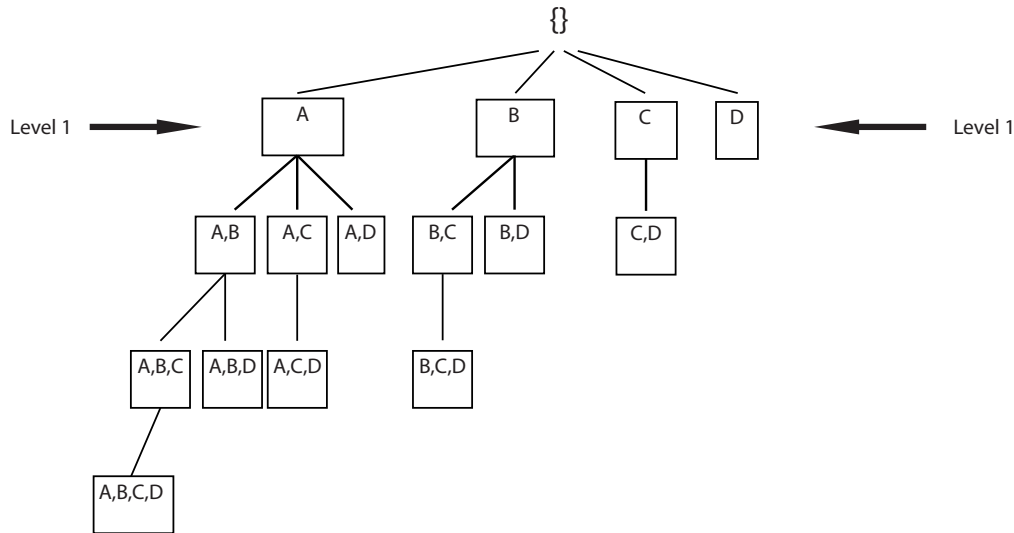 {}
Level 1
A
B
C
D
Level 1
A,B
A,C
A,D
B,C
B,D
C,D
A,B,C
A,B,D
A,C,D
B,C,D
A,B,C,D